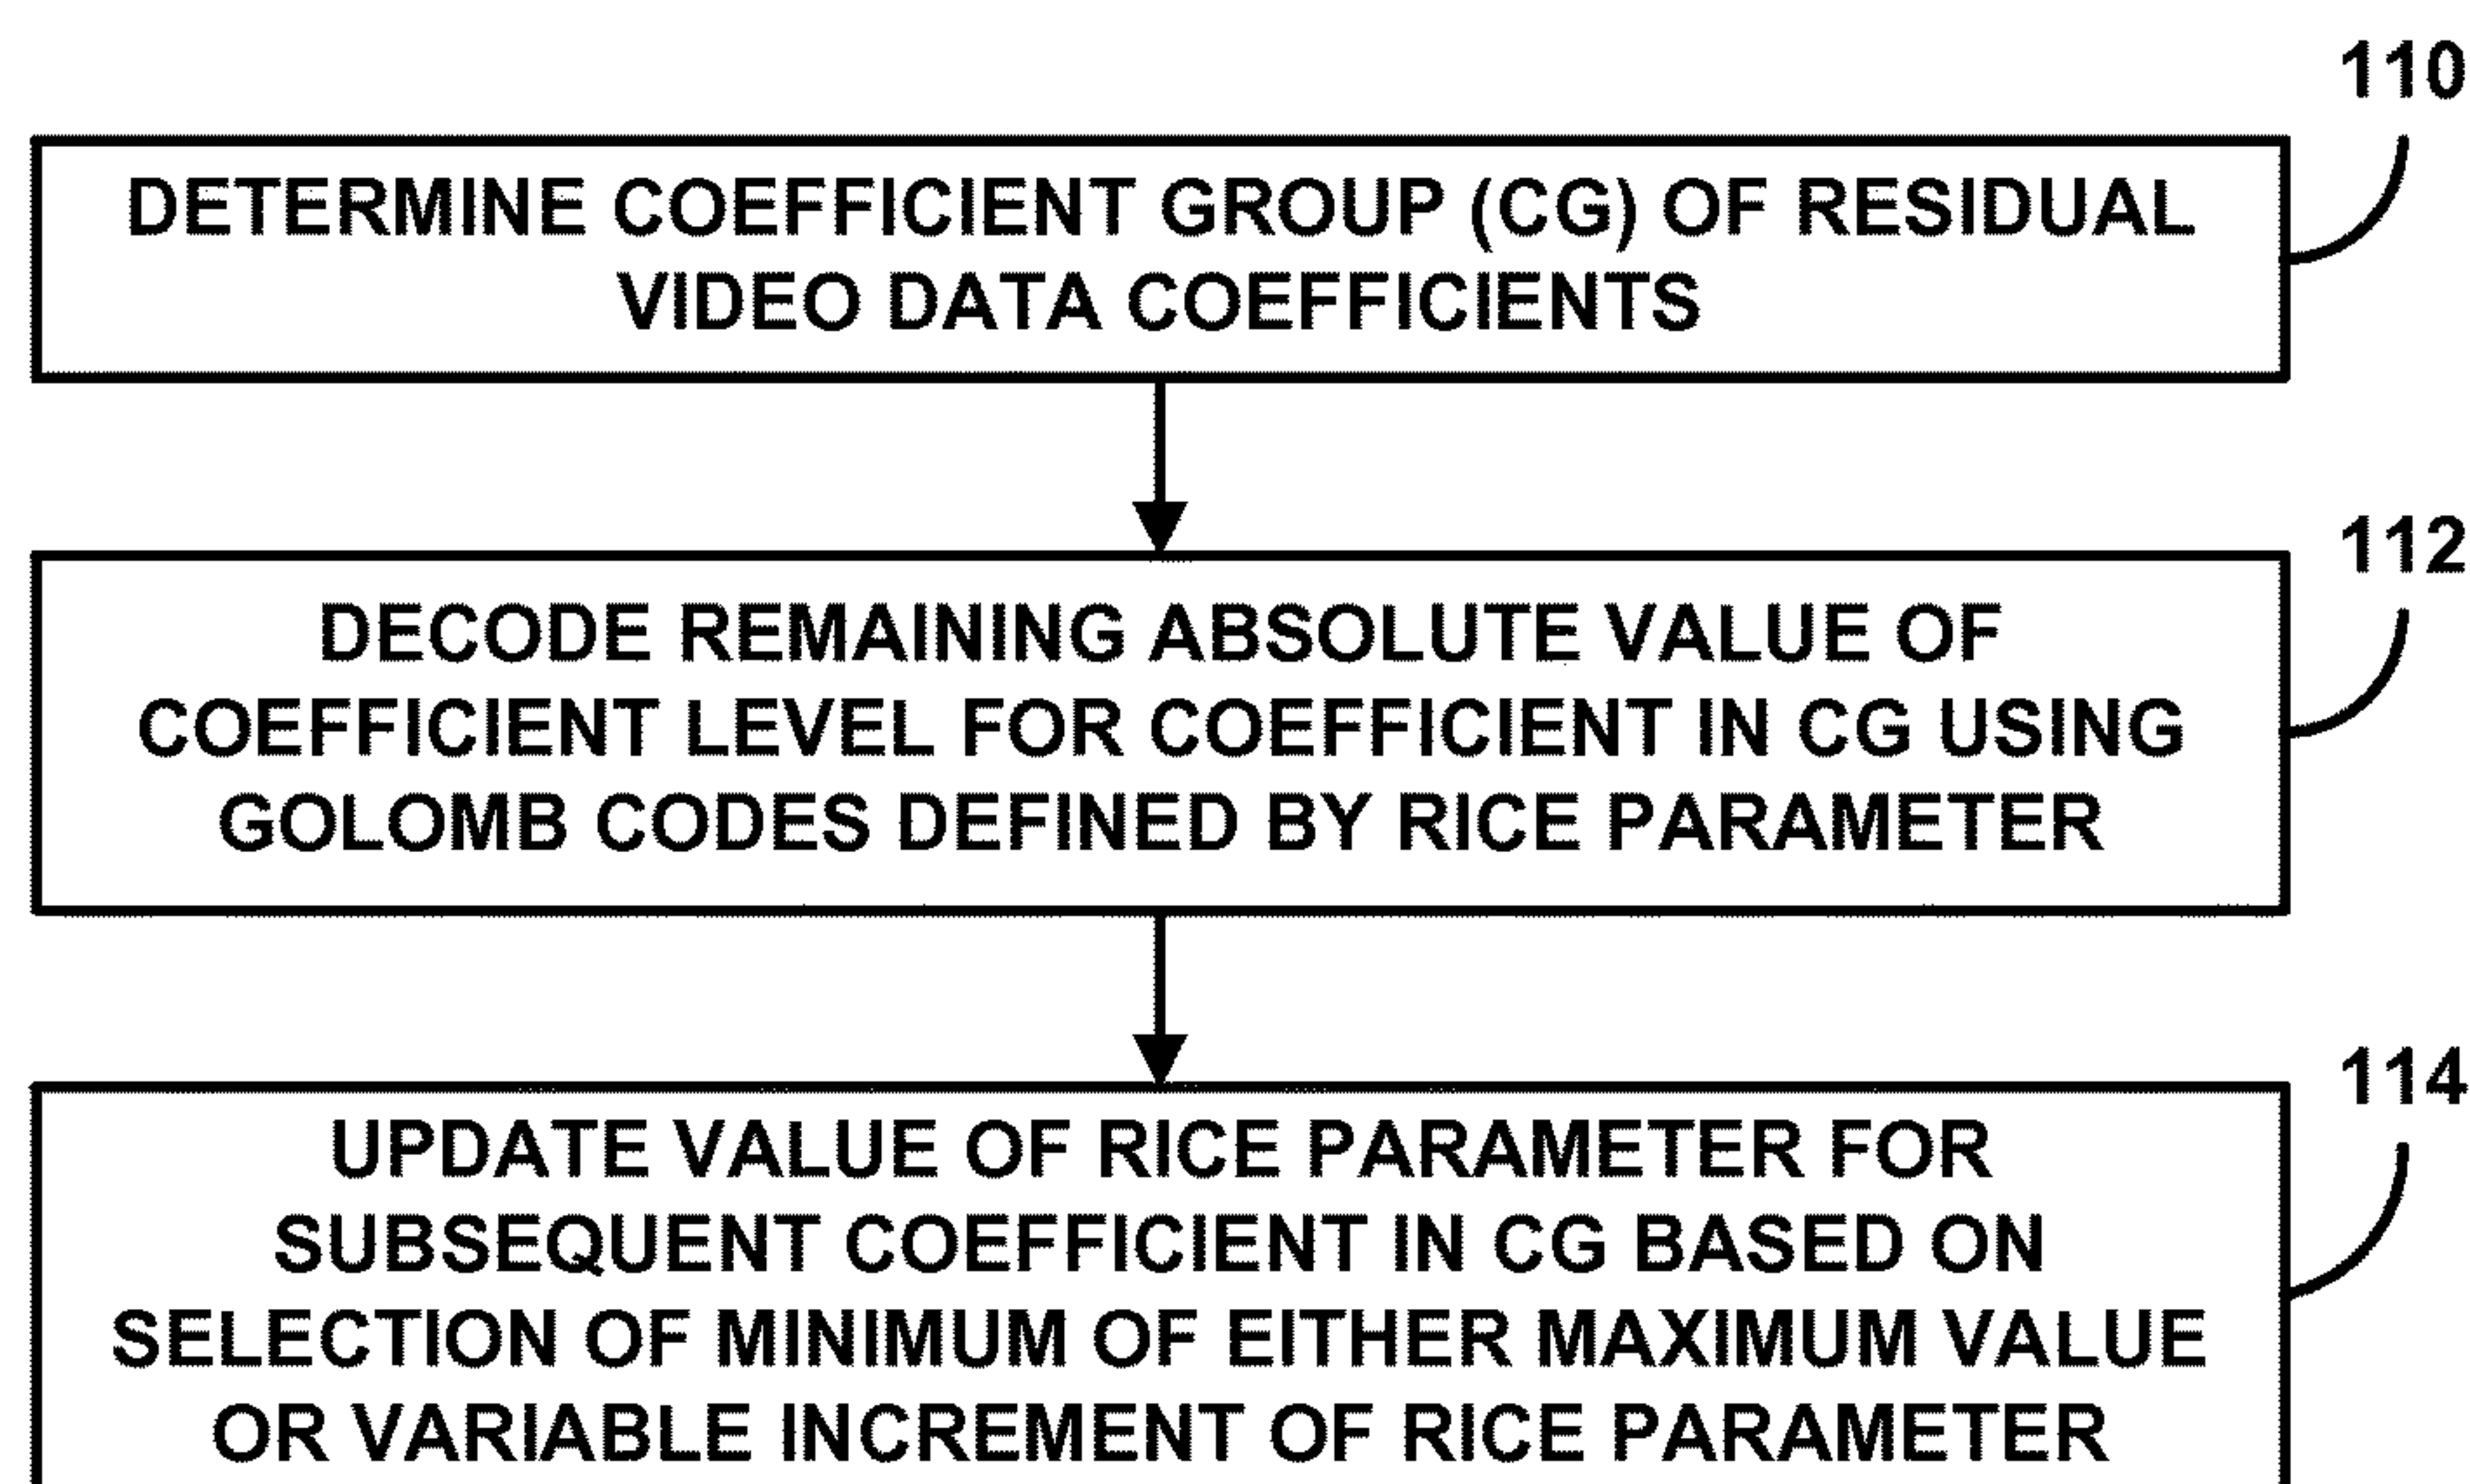 110
DETERMINE COEFFICIENT GROUP (CG) OF RESIDUAL
VIDEO DATA COEFFICIENTS
112
DECODE REMAINING ABSOLUTE VALUE OF
COEFFICIENT LEVEL FOR COEFFICIENT IN CG USING
GOLOMB CODES DEFINED BY RICE PARAMETER
114
UPDATE VALUE OF RICE PARAMETER FOR
SUBSEQUENT COEFFICIENT IN CG BASED ON
SELECTION OF MINIMUM OF EITHER MAXIMUM VALUE
OR VARIABLE INCREMENT OF RICE PARAMETER